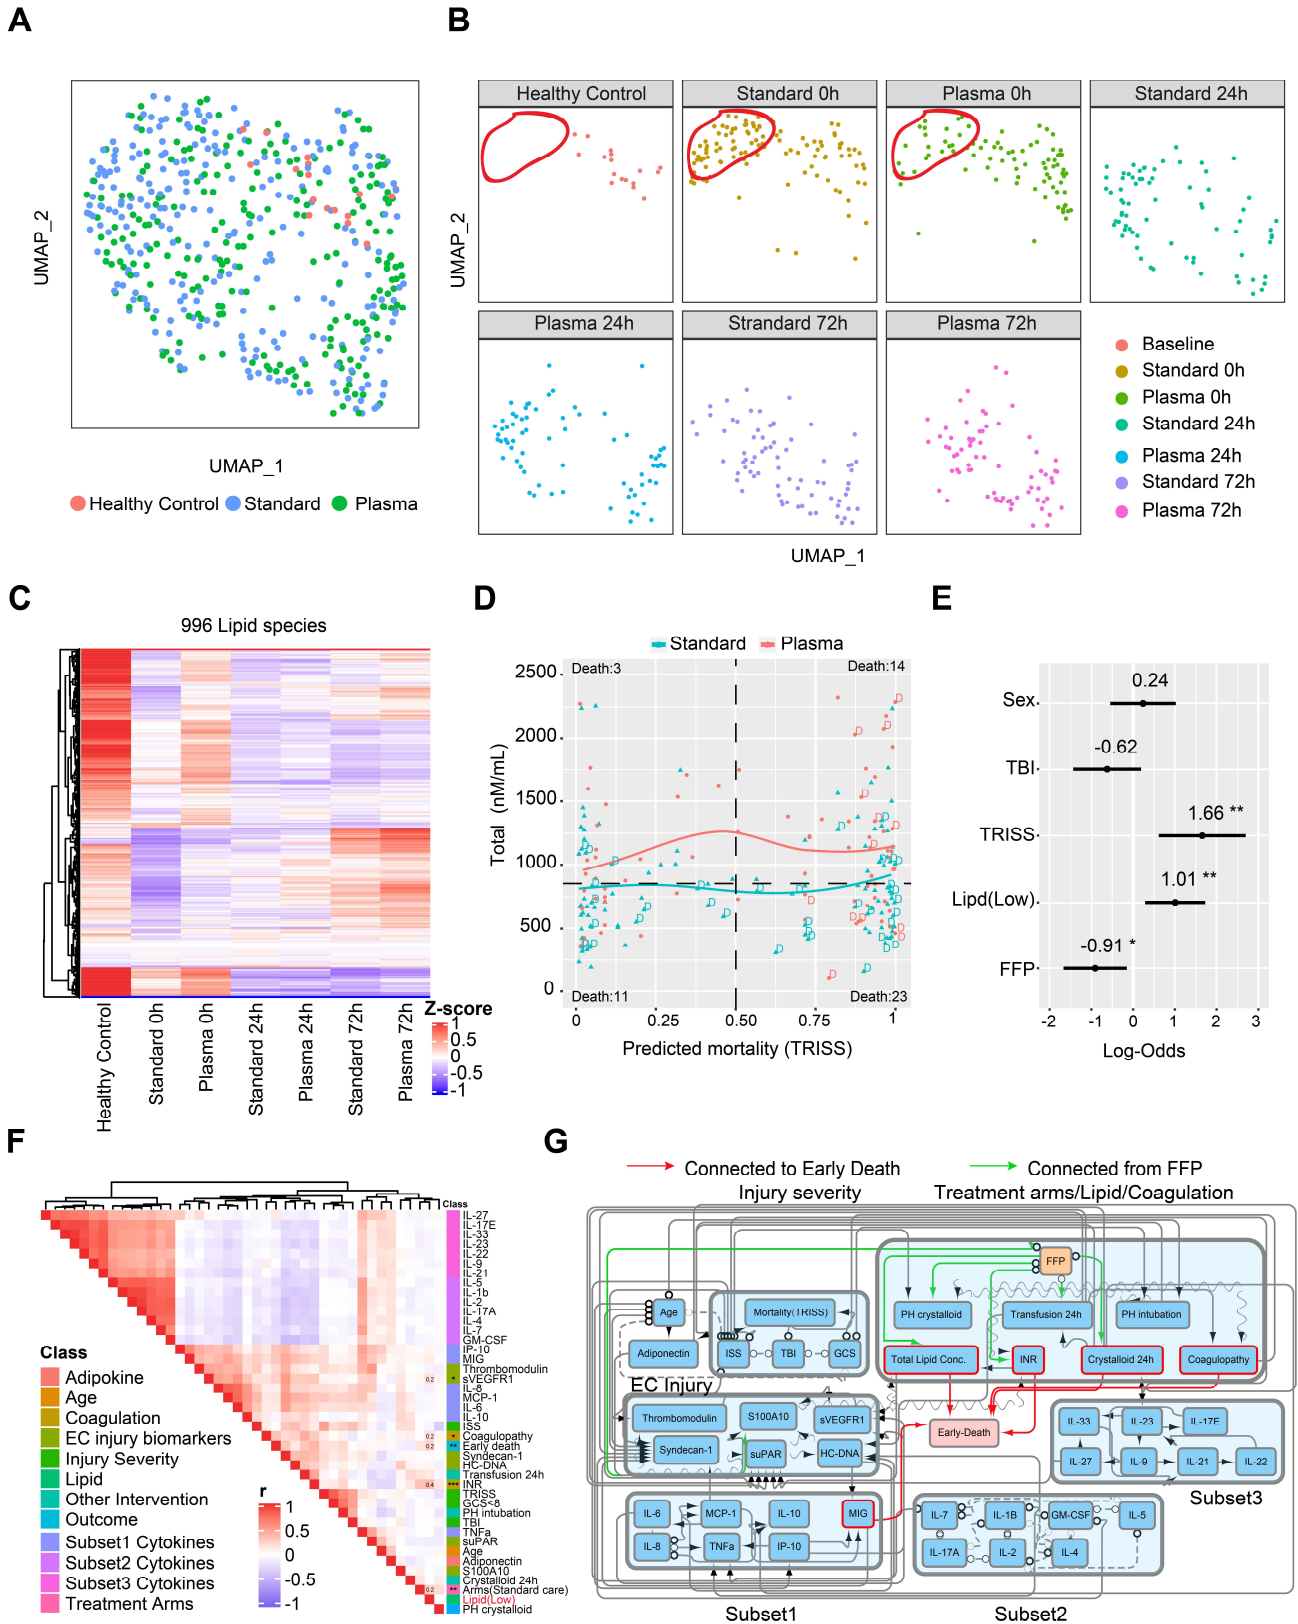 A
UMAP_2
UMAP_1
Healthy Control Standard Plasma
B
Healthy Control Standard 0h Plasma 0h Standard 24h
Plasma 24h Strandard 72h Plasma 72h
UMAP_2
UMAP_1
Baseline
Standard 0h
Plasma 0h
Standard 24h
Plasma 24h
Standard 72h
Plasma 72h
C
996 Lipid species
Healthy Control
Standard 0h
Plasma 0h
Standard 24h
Plasma 24h
Standard 72h
Plasma 72h
Z-score
1
0.5
0
-0.5
-1
D
Standard Plasma
Death:3 Death:14
2500
2000
1500
1000
500
0
Total (nM/mL)
Death:11 Death:23
0 0.25 0.50 0.75 1
Predicted mortality (TRISS)
E
Sex 0.24
TBI -0.62
TRISS 1.66 **
Lipd(Low) 1.01 **
FFP -0.91 *
-2 -1 0 1 2 3
Log-Odds
F
Class
IL-27
IL-17E
IL-33
IL-23
IL-22
IL-9
IL-21
IL-5
IL-1b
IL-2
IL-17A
IL-4
IL-7
GM-CSF
IP-10
MIG
Thrombomodulin
0.2 * sVEGFR1
IL-8
MCP-1
IL-6
IL-10
ISS
0.2 * Coagulopathy
0.2 ** Early death
Syndecan-1
HC-DNA
Transfusion 24h
0.4 *** INR
TRISS
GCS<8
PH intubation
TBI
TNFa
suPAR
Age
Adiponectin
S100A10
Crystalloid 24h
0.2 ** Arms(Standard care)
Lipid(Low)
PH crystalloid
Class
Adipokine
Age
Coagulation
EC injury biomarkers
Injury Severity
Lipid
Other Intervention
Outcome
Subset1 Cytokines
Subset2 Cytokines
Subset3 Cytokines
Treatment Arms
r
1
0.5
0
-0.5
-1
G
Connected to Early Death Connected from FFP
Injury severity Treatment arms/Lipid/Coagulation
FFP
Age Mortality(TRISS) PH crystalloid Transfusion 24h PH intubation
Adiponectin ISS TBI GCS Total Lipid Conc. INR Crystalloid 24h Coagulopathy
EC Injury
Thrombomodulin S100A10 sVEGFR1 Early-Death IL-33 IL-23 IL-17E
Syndecan-1 suPAR HC-DNA IL-27 IL-9 IL-21 IL-22
Subset3
IL-6 MCP-1 IL-10 MIG IL-7 IL-1B GM-CSF IL-5
IL-8 TNFa IP-10 IL-17A IL-2 IL-4
Subset1 Subset2